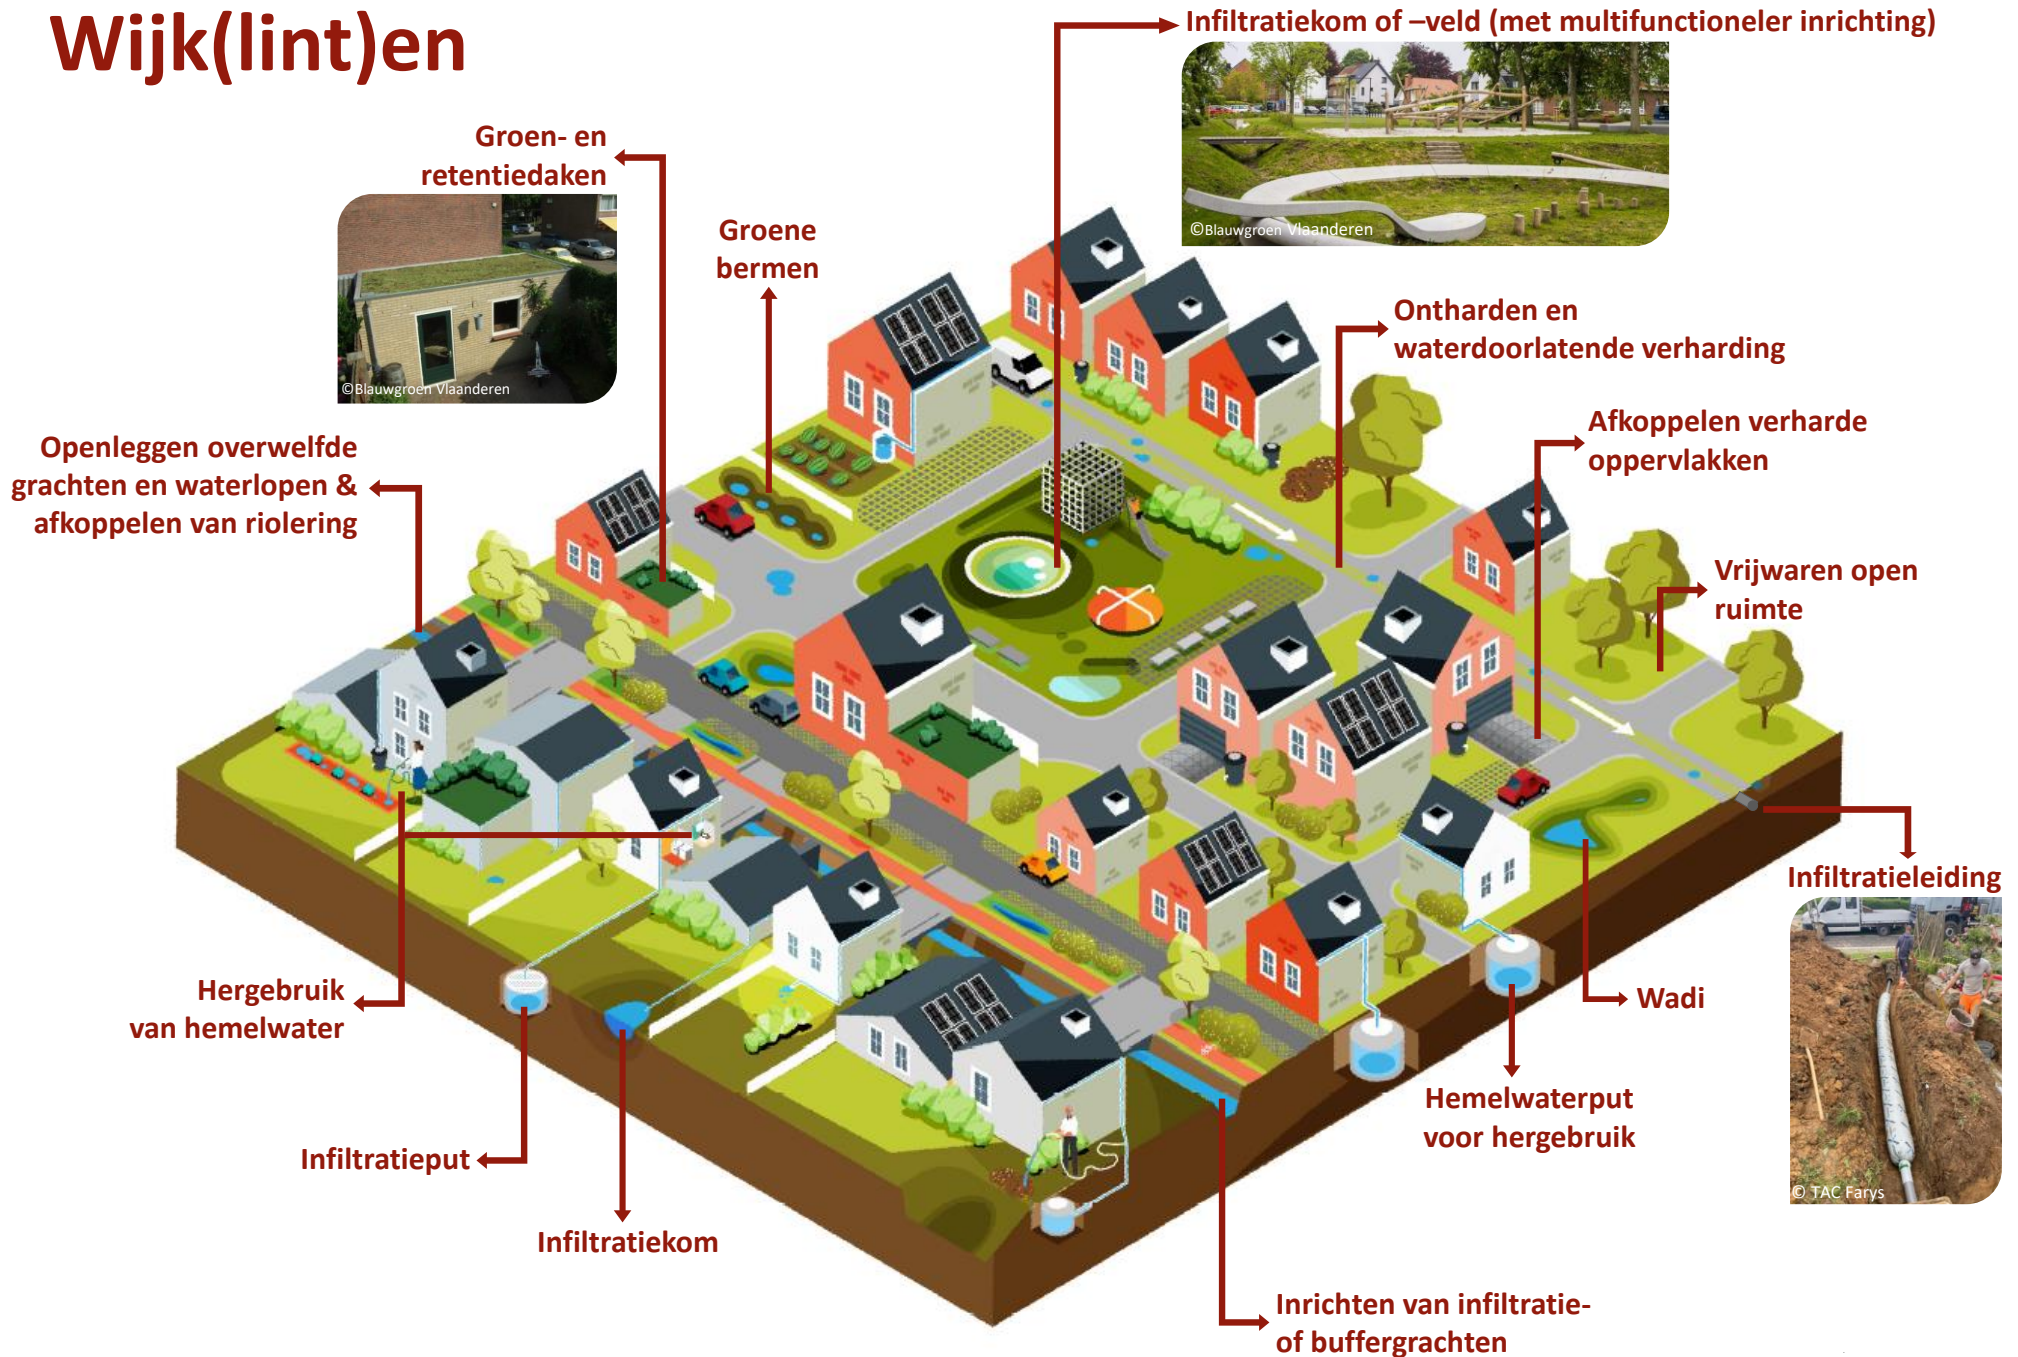 Wijk(lint)en
Infiltratiekom of –veld (met multifunctioneler inrichting)
©Blauwgroen Vlaanderen
Groen- en
retentiedaken
©Blauwgroen Vlaanderen
Groene
bermen
Ontharden en
waterdoorlatende verharding
Afkoppelen verharde
oppervlakken
Openleggen overwelfde
grachten en waterlopen &
afkoppelen van riolering
Vrijwaren open
ruimte
Infiltratieleiding
© TAC Farys
Hergebruik
van hemelwater
Wadi
Hemelwaterput
voor hergebruik
Infiltratieput
Infiltratiekom
Inrichten van infiltratie-
of buffergrachten